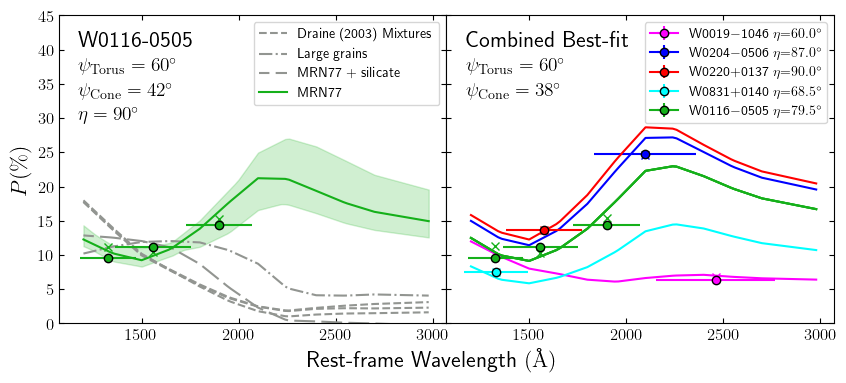 W0116-0505
ψTorus = 60°
ψCone = 42°
η = 90°
Draine (2003) Mixtures
Large grains
MRN77 + silicate
MRN77
Combined Best-fit
ψTorus = 60°
ψCone = 38°
W0019−1046 η=60.0°
W0204−0506 η=87.0°
W0220+0137 η=90.0°
W0831+0140 η=68.5°
W0116−0505 η=79.5°
P(%)
45
40
35
30
25
20
15
10
5
0
1500 2000 2500 3000 1500 2000 2500 3000
Rest-frame Wavelength (Å)